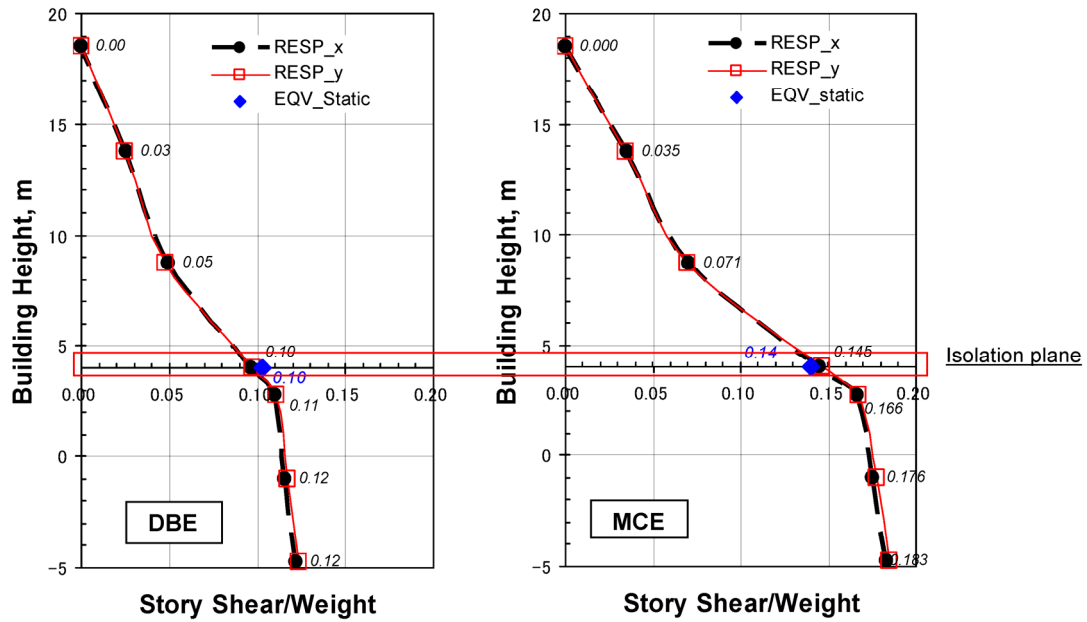 20
15
10
5
0
-5
Building Height, m
0.00
0.03
0.05
0.10
0.10
0.11
0.12
0.12
RESP_x
RESP_y
EQV_Static
0.00
0.05
0.10
0.15
0.20
DBE
Story Shear/Weight
20
15
10
5
0
-5
Building Height, m
0.000
0.035
0.071
0.14
0.145
0.166
0.176
0.183
RESP_x
RESP_y
EQV_static
0.00
0.05
0.10
0.15
0.20
MCE
Story Shear/Weight
Isolation plane